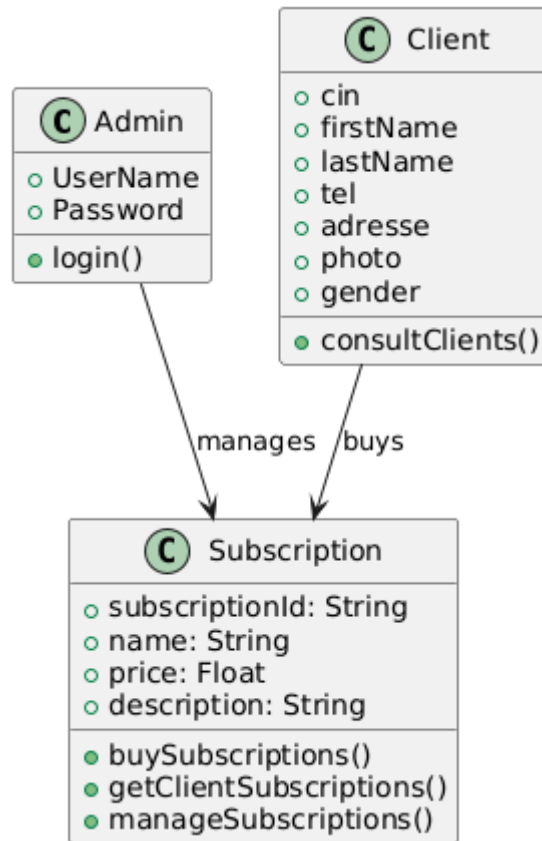 C Admin
UserName
Password
login()
C Client
cin
firstName
lastName
tel
adresse
photo
gender
consultClients()
manages
buys
C Subscription
subscriptionId: String
name: String
price: Float
description: String
buySubscriptions()
getClientSubscriptions()
manageSubscriptions()